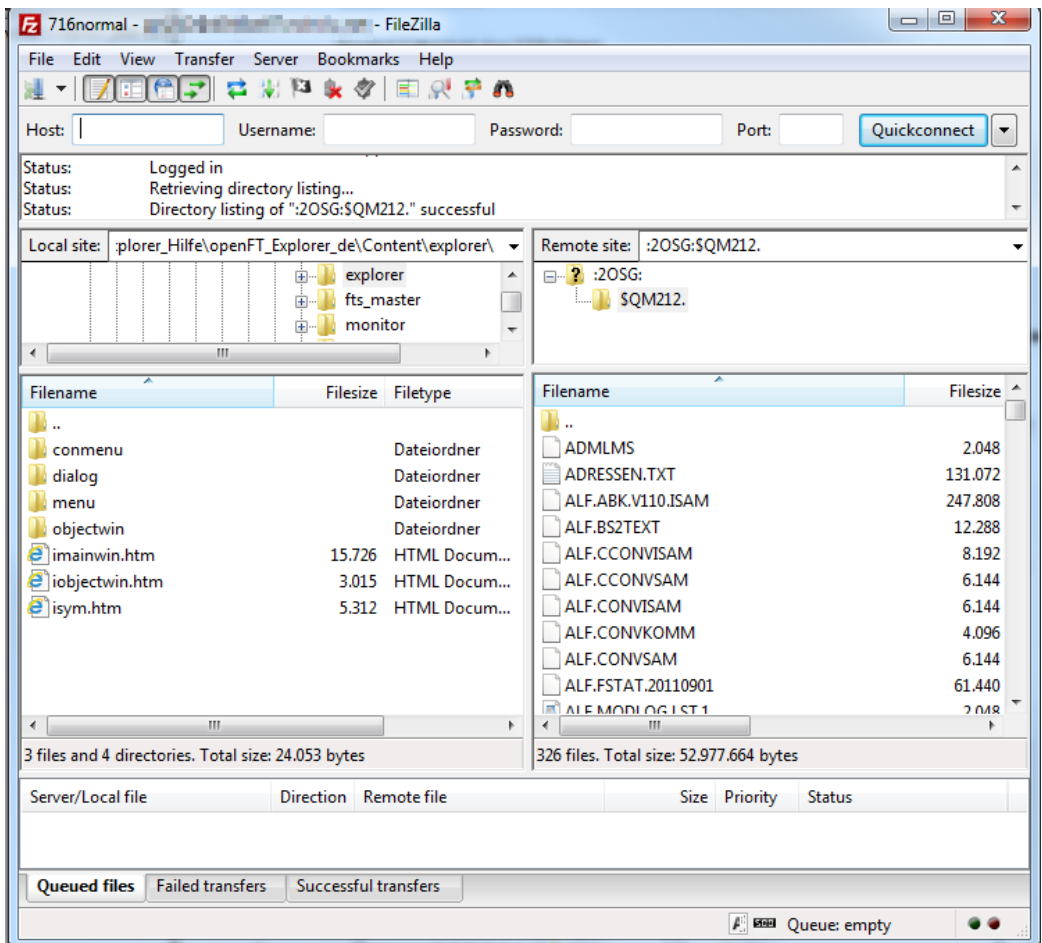 716normal - - FileZilla
File Edit View Transfer Server Bookmarks Help
Host: Username: Password: Port: Quickconnect
Status: Logged in
Status: Retrieving directory listing...
Status: Directory listing of ":2OSG:$QM212." successful
Local site: :plorer_Hilfe\openFT_Explorer_de\Content\explorer\
explorer
fts_master
monitor
Remote site: :2OSG:$QM212.
? :2OSG:
$QM212.
Filename Filesize Filetype
..
conmenu Dateiordner
dialog Dateiordner
menu Dateiordner
objectwin Dateiordner
imainwin.htm 15.726 HTML Docum...
iobjectwin.htm 3.015 HTML Docum...
isym.htm 5.312 HTML Docum...
3 files and 4 directories. Total size: 24.053 bytes
Filename Filesize
..
ADMLMS 2.048
ADRESSEN.TXT 131.072
ALF.ABK.V110.ISAM 247.808
ALF.BS2TEXT 12.288
ALF.CCONVISAM 8.192
ALF.CCONVSAM 6.144
ALF.CONVISAM 6.144
ALF.CONVKOMM 4.096
ALF.CONVSAM 6.144
ALF.FSTAT.20110901 61.440
ALF.MODLOG.LST.1 2.048
326 files. Total size: 52.977.664 bytes
Server/Local file Direction Remote file Size Priority Status
Queued files Failed transfers Successful transfers
Queue: empty